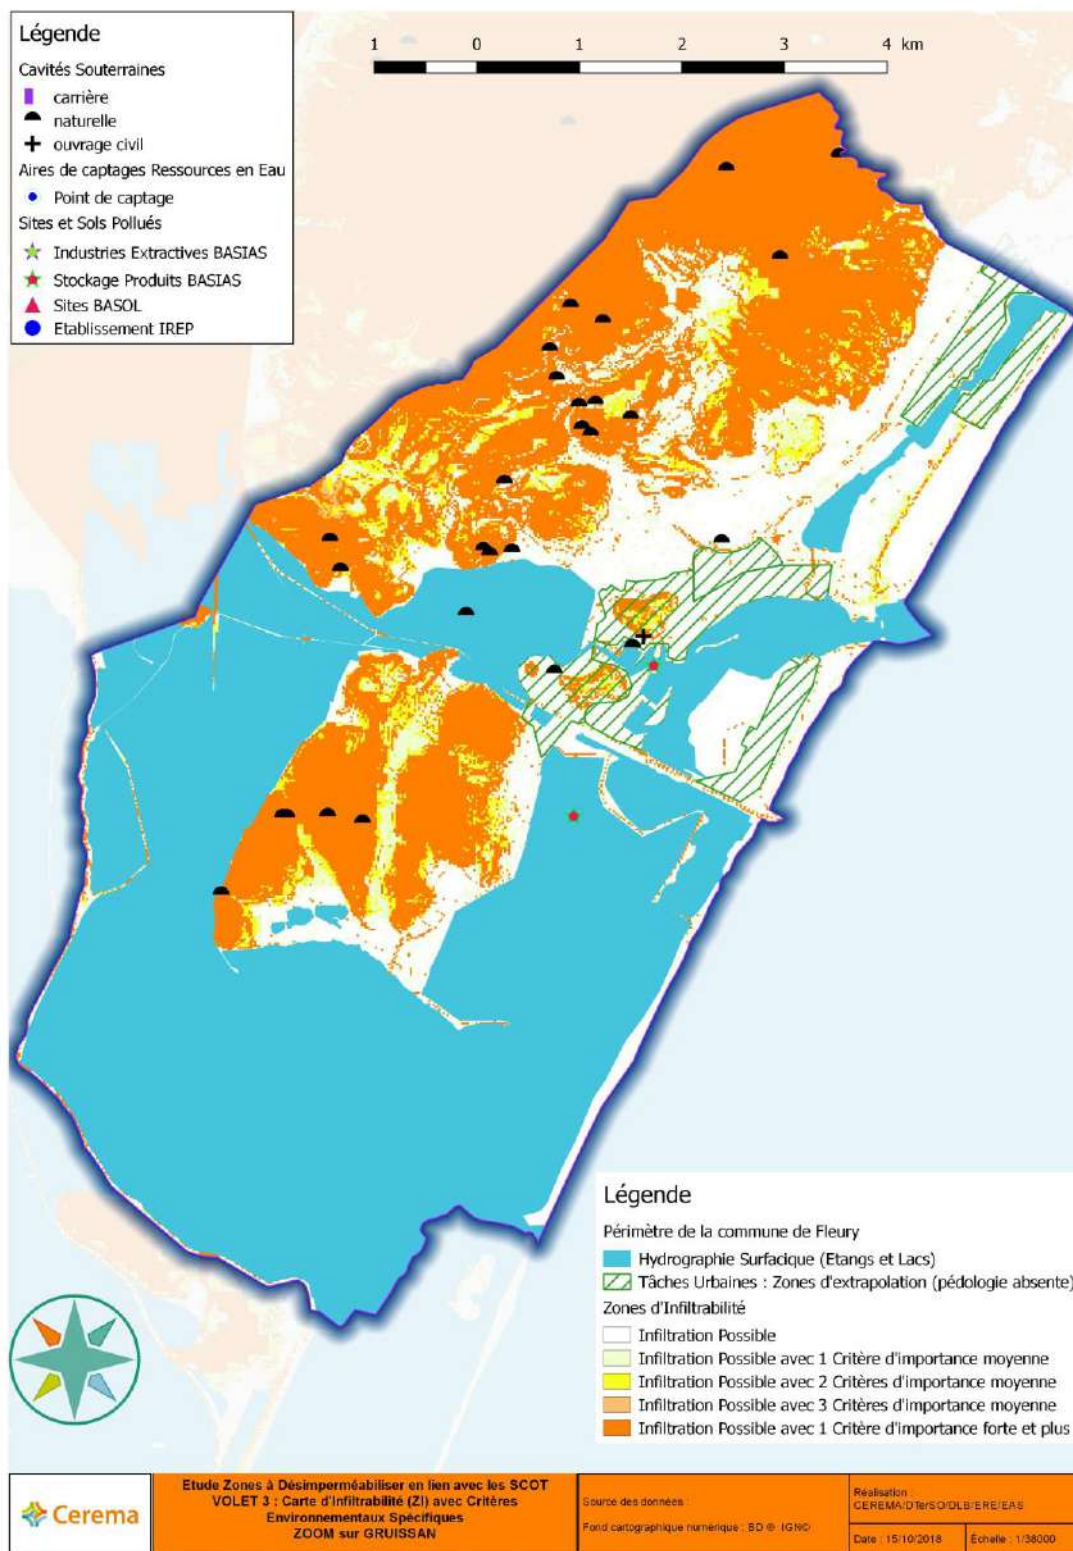 Légende
Cavités Souterraines
carrière
naturelle
ouvrage civil
Aires de captages Ressources en Eau
Point de captage
Sites et Sols Pollués
Industries Extractives BASIAS
Stockage Produits BASIAS
Sites BASOL
Etablissement IREP
1 0 1 2 3 4 km
Légende
Périmètre de la commune de Fleury
Hydrographie Surfacique (Etangs et Lacs)
Tâches Urbaines : Zones d'extrapolation (pédologie absente)
Zones d'Infiltrabilité
Infiltration Possible
Infiltration Possible avec 1 Critère d'importance moyenne
Infiltration Possible avec 2 Critères d'importance moyenne
Infiltration Possible avec 3 Critères d'importance moyenne
Infiltration Possible avec 1 Critère d'importance forte et plus
Cerema
Etude Zones à Désimperméabiliser en lien avec les SCOT
VOLET 3 : Carte d'Infiltrabilité (ZI) avec Critères
Environnementaux Spécifiques
ZOOM sur GRUISSAN
Source des données :
Fond cartographique numérique : BD ® IGN©
Réalisation :
CEREMA/DTerSO/DLB/ERE/EAS
Date : 15/10/2018
Échelle : 1/38000